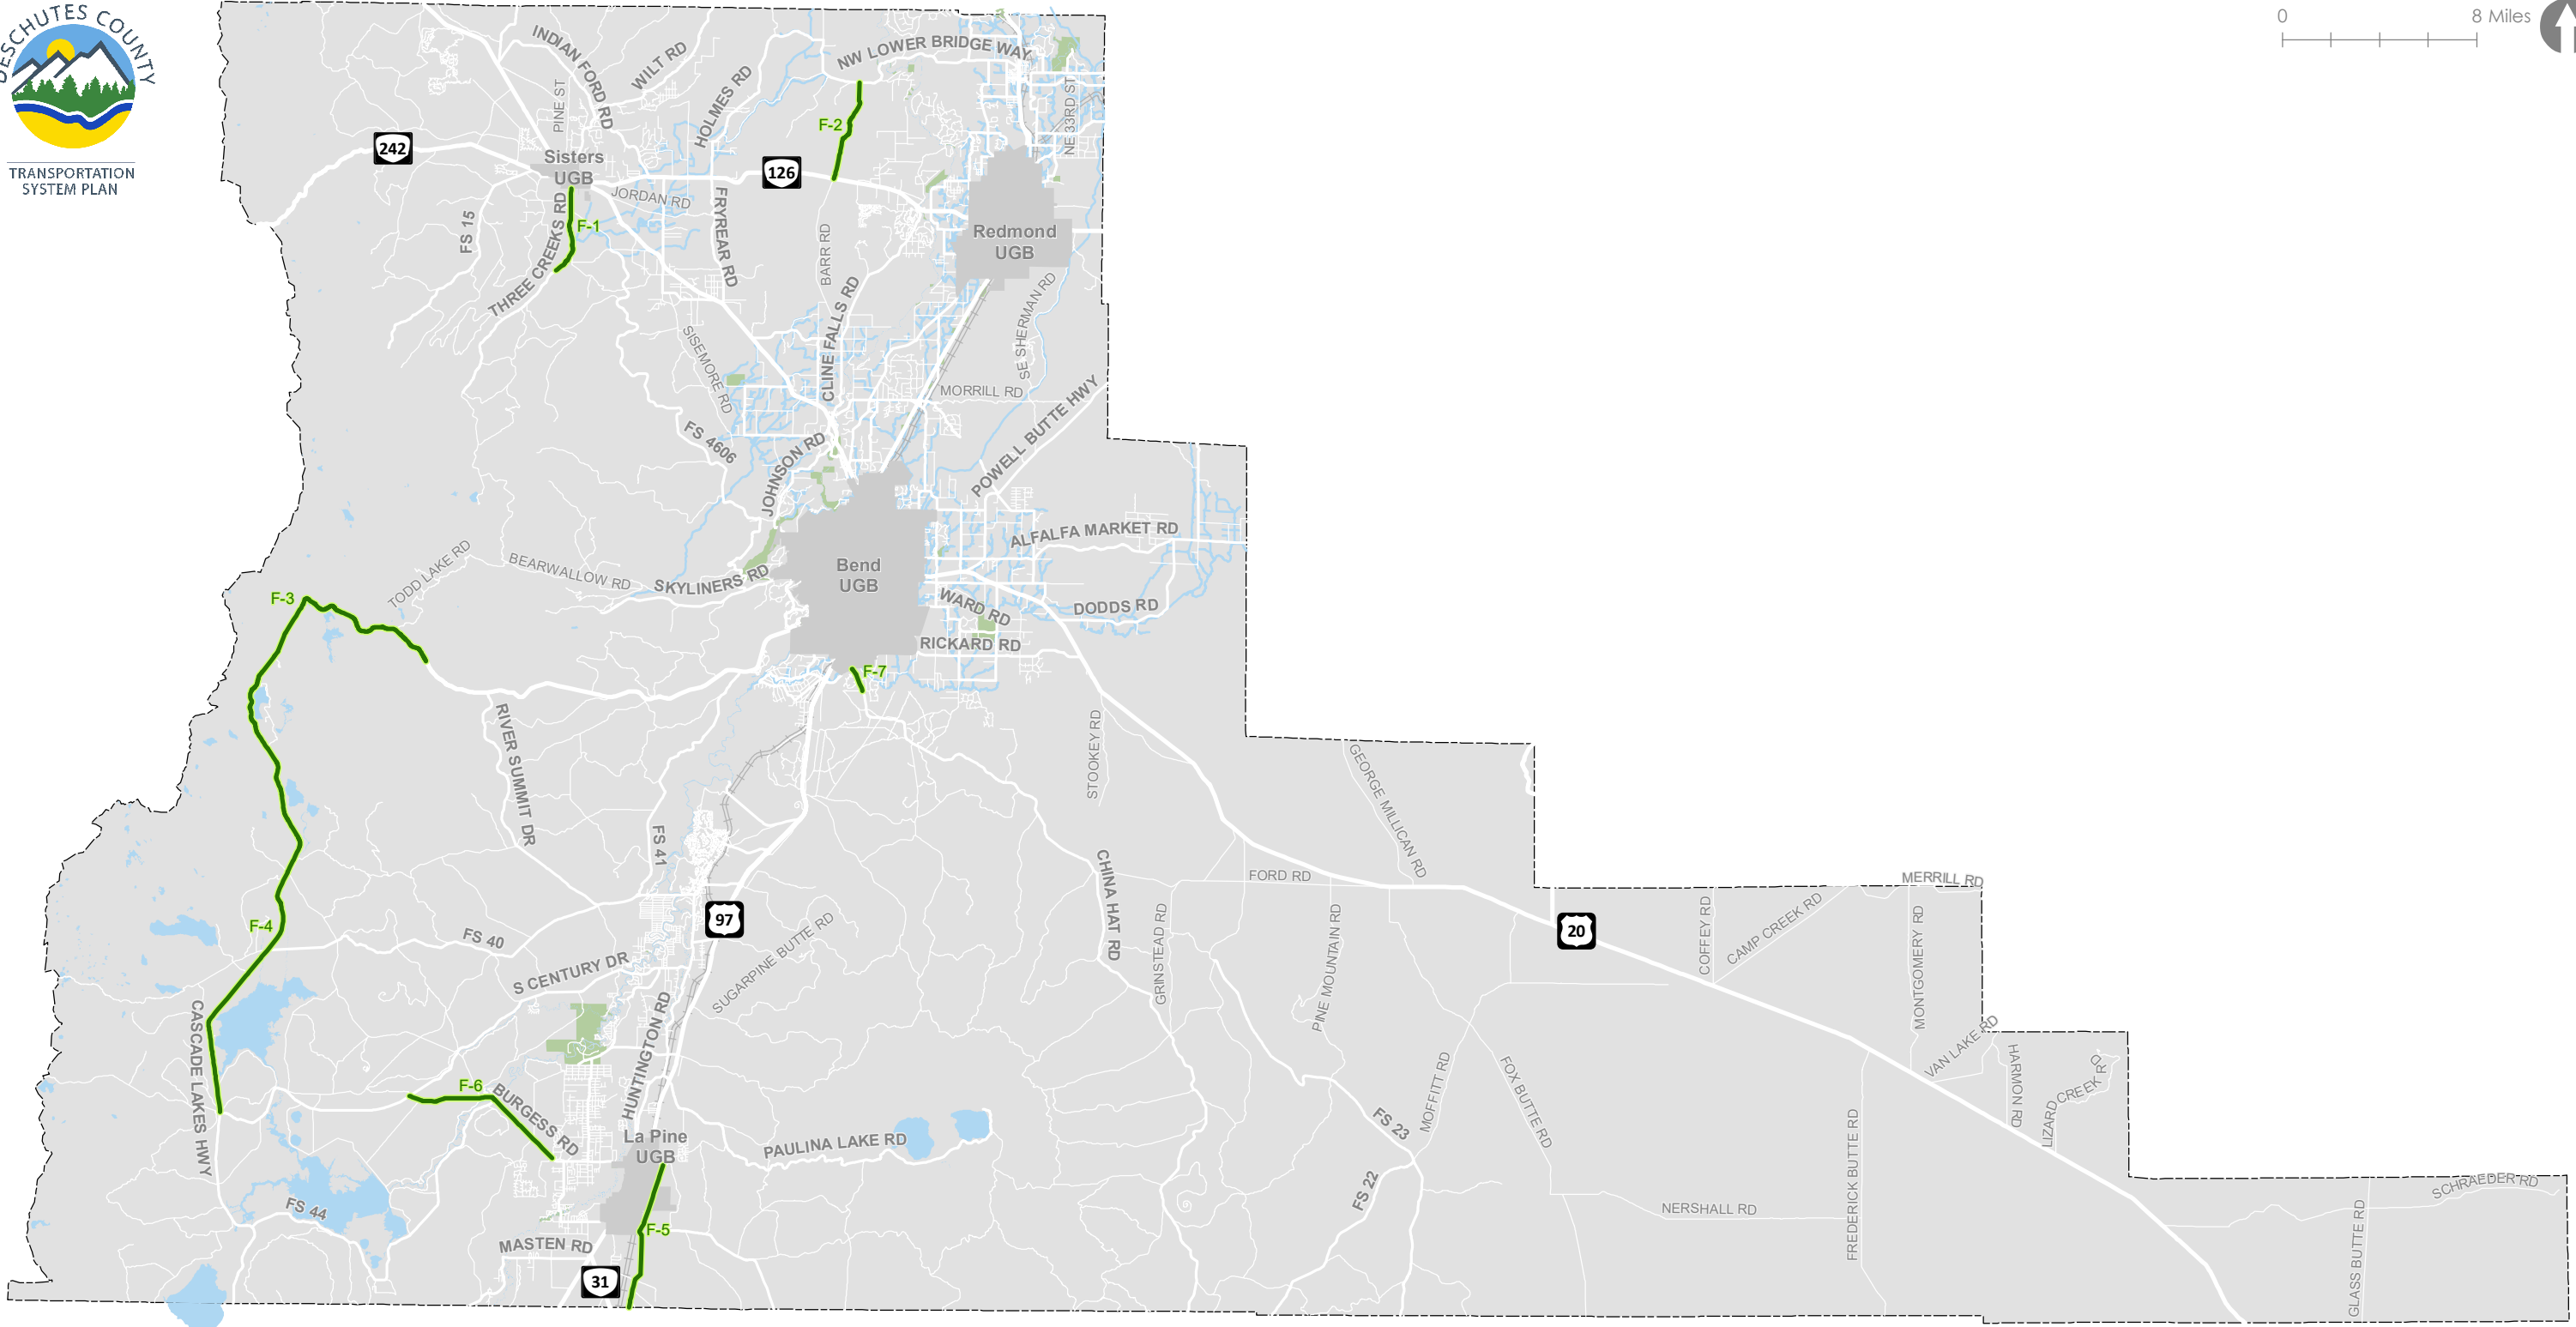 DESCHUTES COUNTY
TRANSPORTATION
SYSTEM PLAN
0
8 Miles
INDIAN FORD RD
WILT RD
PINE ST
HOLMES RD
NW LOWER BRIDGE WAY
NE 33RD ST
F-2
242
126
Sisters
UGB
JORDAN RD
FRYREAR RD
FS 15
THREE CREEKS RD
F-1
BARR RD
Redmond
UGB
CLINE FALLS RD
SE SHERMAN RD
SISEMORE RD
MORRILL RD
POWELL BUTTE HWY
FS 4606
JOHNSON RD
ALFALFA MARKET RD
TODD LAKE RD
BEARWALLOW RD
SKYLINERS RD
Bend
UGB
F-3
WARD RD
DODDS RD
RICKARD RD
F-7
RIVER SUMMIT DR
STOOKEY RD
GEORGE MILLICAN RD
FS 41
CHINA HAT RD
FORD RD
MERRILL RD
F-4
97
20
FS 40
S CENTURY DR
SUGARPINE BUTTE RD
GRINSTEAD RD
PINE MOUNTAIN RD
COFFEY RD
CAMP CREEK RD
MONTGOMERY RD
CASCADE LAKES HWY
HUNTINGTON RD
VAN LAKE RD
HARMON RD
LIZARD CREEK RD
F-6
BURGESS RD
MOFFITT RD
FOX BUTTE RD
FS 23
La Pine
UGB
PAULINA LAKE RD
FREDERICK BUTTE RD
FS 22
FS 44
NERSHALL RD
SCHRAEDER RD
F-5
MASTEN RD
31
GLASS BUTTE RD